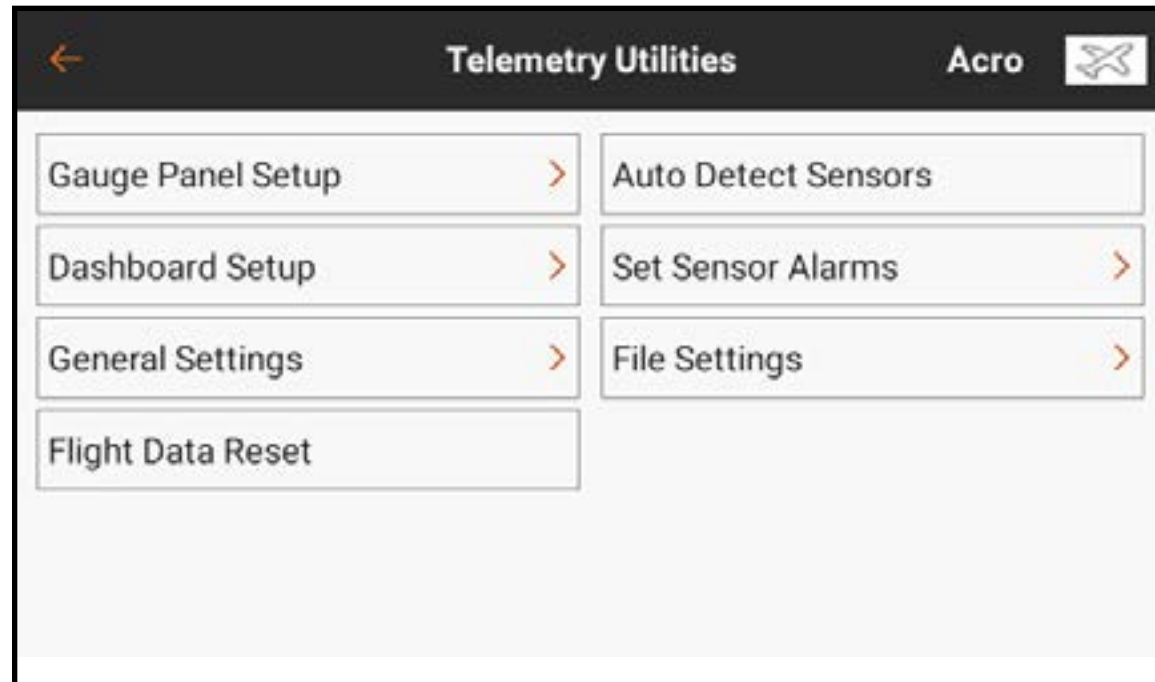 Telemetry Utilities Acro
Gauge Panel Setup
Auto Detect Sensors
Dashboard Setup
Set Sensor Alarms
General Settings
File Settings
Flight Data Reset